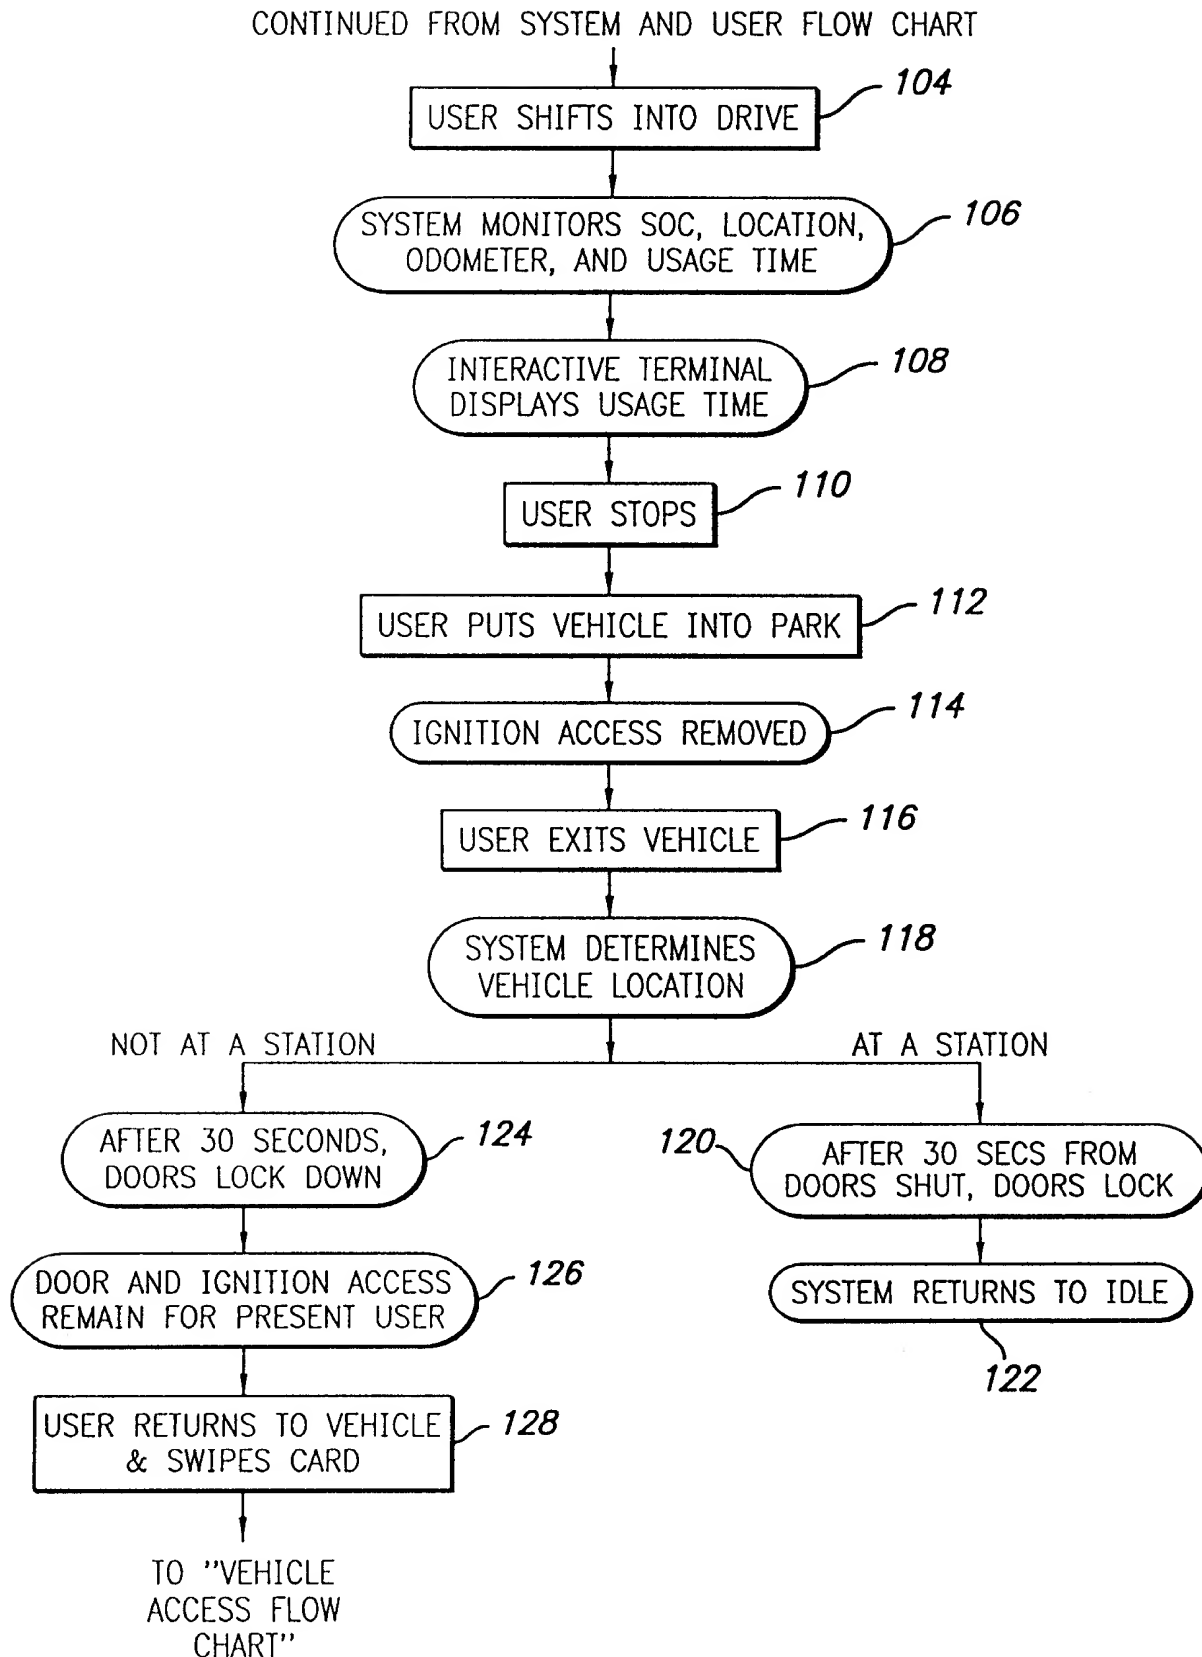 CONTINUED FROM SYSTEM AND USER FLOW CHART
104
USER SHIFTS INTO DRIVE
106
SYSTEM MONITORS SOC, LOCATION,
ODOMETER, AND USAGE TIME
108
INTERACTIVE TERMINAL
DISPLAYS USAGE TIME
110
USER STOPS
112
USER PUTS VEHICLE INTO PARK
114
IGNITION ACCESS REMOVED
116
USER EXITS VEHICLE
118
SYSTEM DETERMINES
VEHICLE LOCATION
NOT AT A STATION
124
AFTER 30 SECONDS,
DOORS LOCK DOWN
126
DOOR AND IGNITION ACCESS
REMAIN FOR PRESENT USER
128
USER RETURNS TO VEHICLE
& SWIPES CARD
TO "VEHICLE
ACCESS FLOW
CHART"
AT A STATION
120
AFTER 30 SECS FROM
DOORS SHUT, DOORS LOCK
SYSTEM RETURNS TO IDLE
122